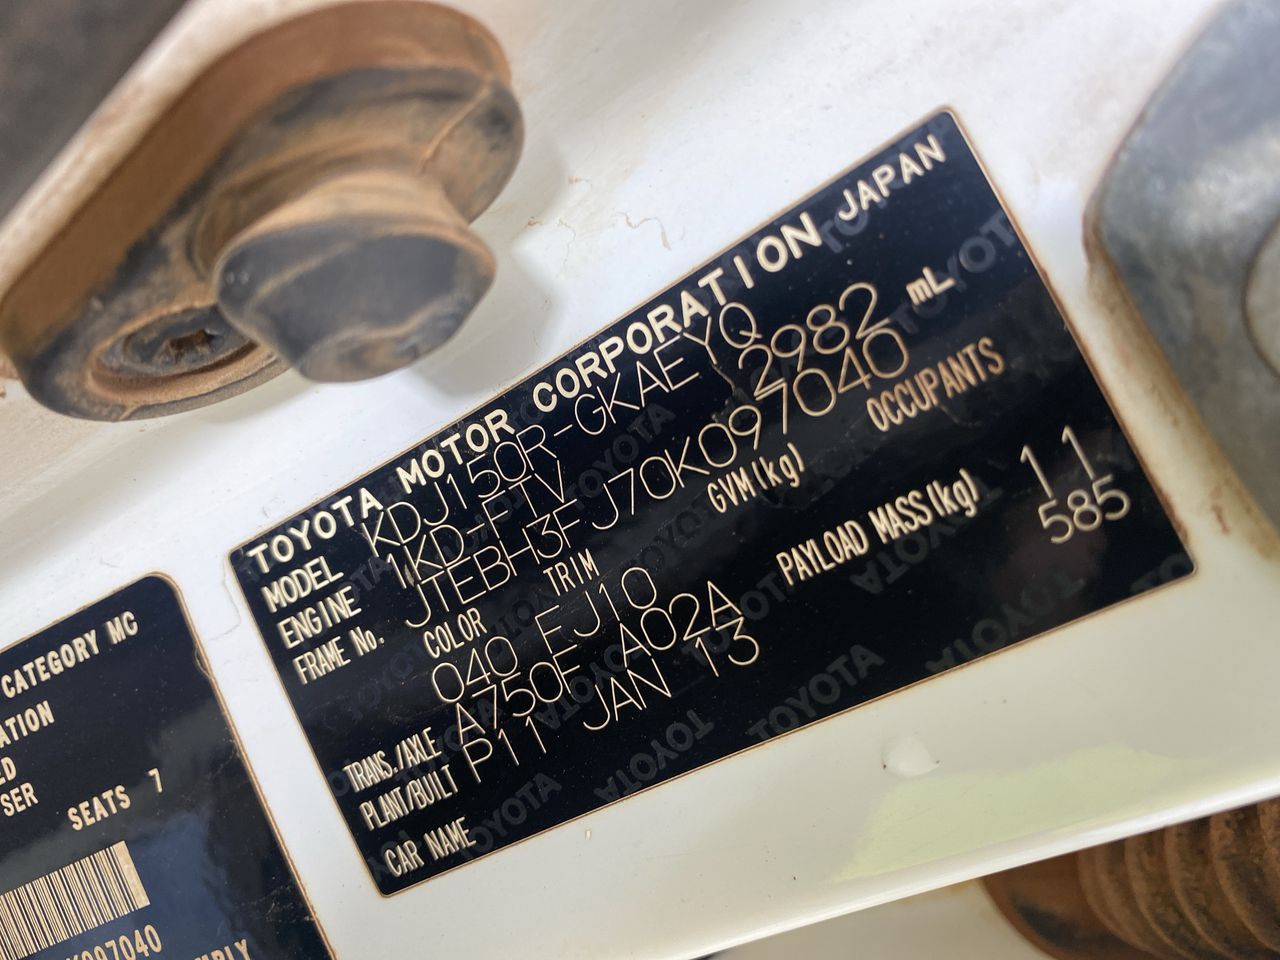 TOYOTA MOTOR CORPORATION JAPAN
MODEL KDJ150R-GKAEYQ
ENGINE 1KD-FTV 2982 mL
FRAME No. JTEBH3FJ70K097040
COLOR TRIM GVM(kg) OCCUPANTS
040 FJ10
TRANS./AXLE A750F A02A PAYLOAD MASS(kg) 11
PLANT/BUILT P11 JAN 13 585
CAR NAME
CATEGORY MC
SEATS 7
097040